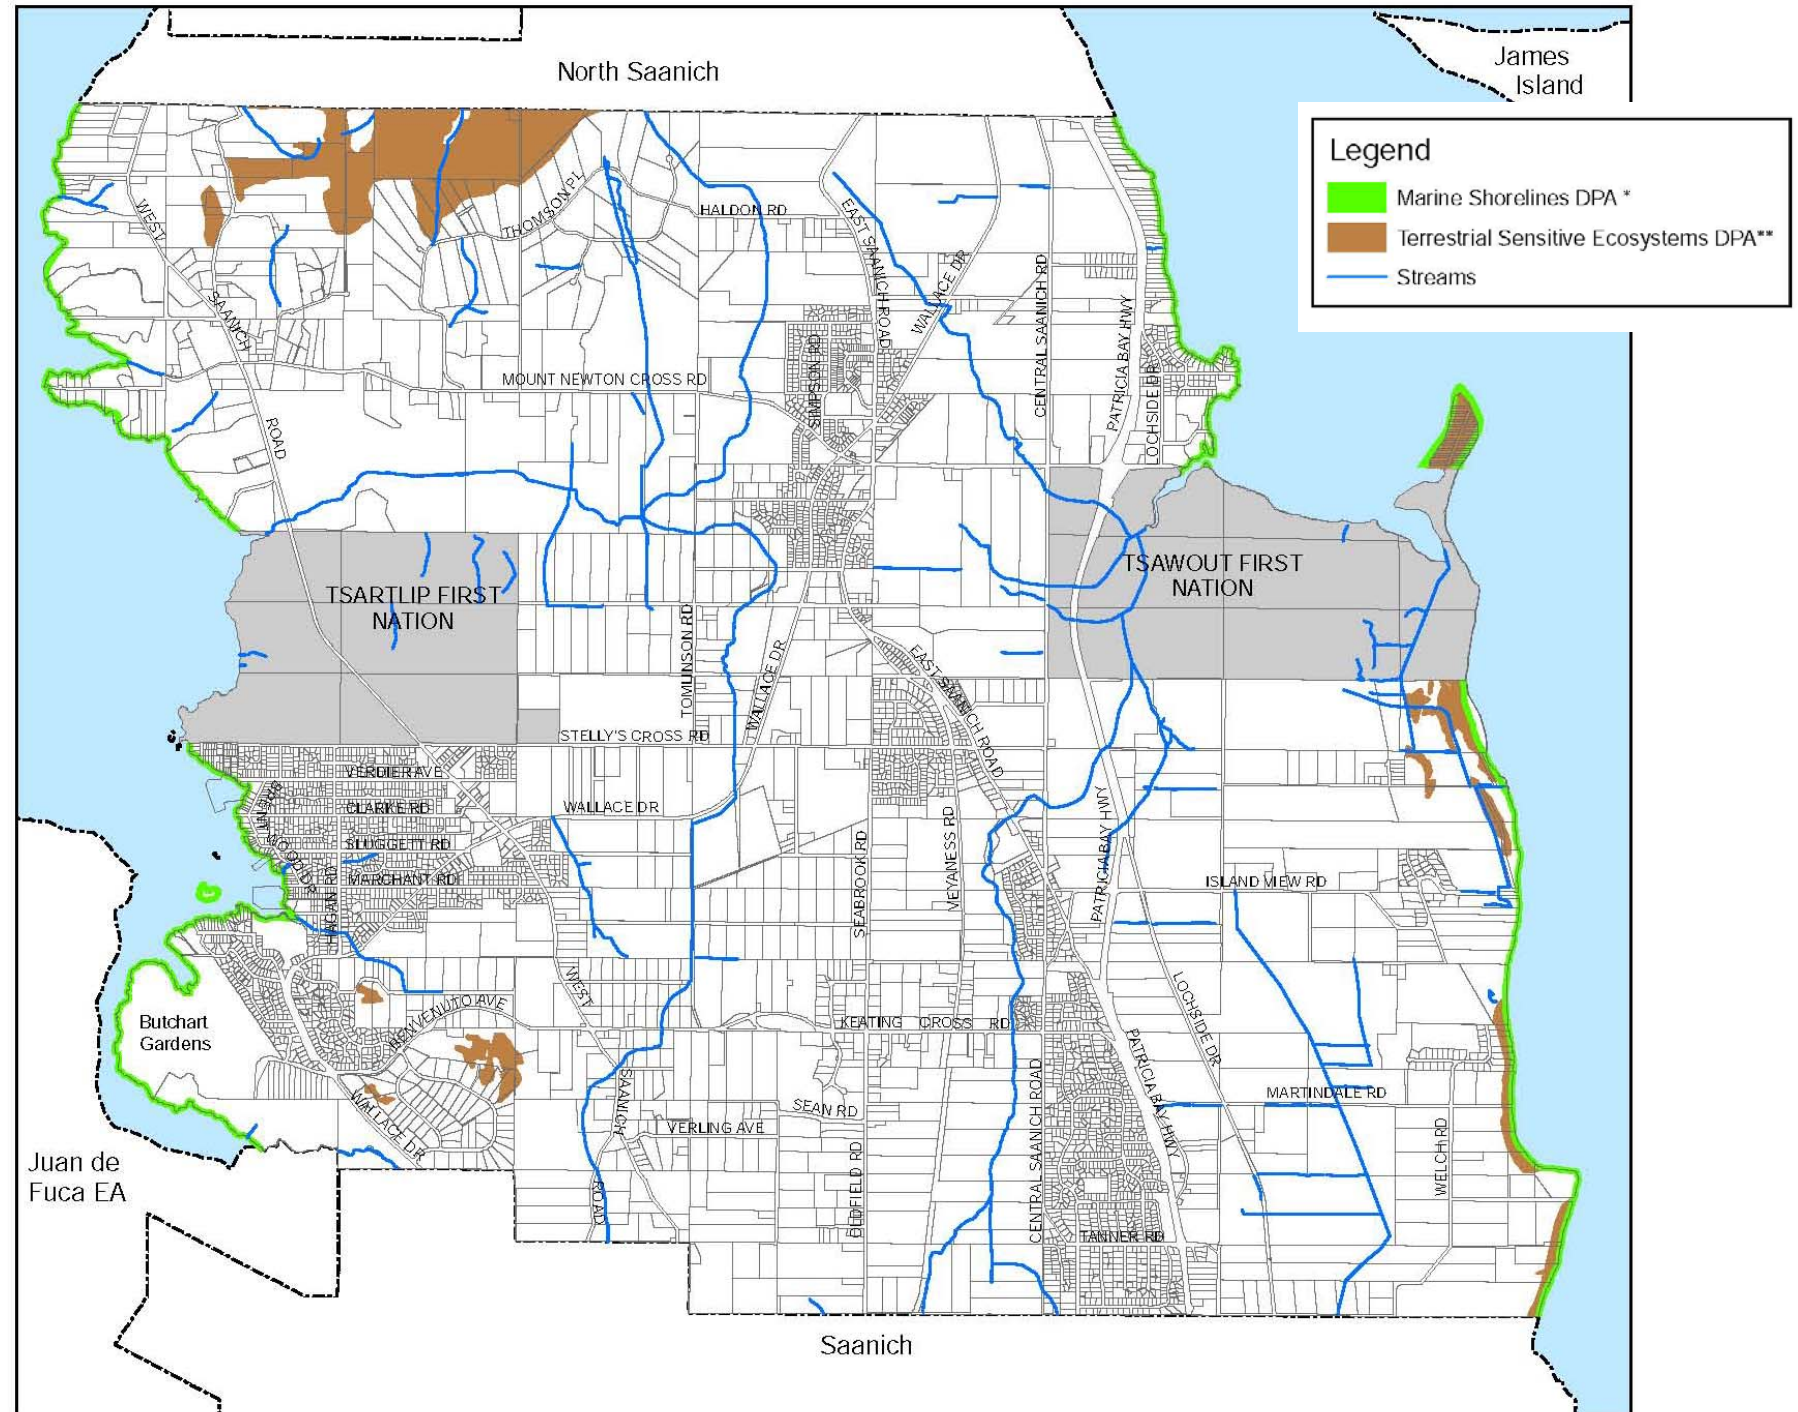 North Saanich
James
Island
Legend
Marine Shorelines DPA *
Terrestrial Sensitive Ecosystems DPA**
Streams
WEST
SAANICH
ROAD
THOMSON PL
HALDON RD
EAST SAANICH ROAD
WALLACE DR
CENTRAL SAANICH RD
PATRICIA BAY HWY
LOCHSIDE DR
SIMPSON RD
MOUNT NEWTON CROSS RD
TSARTLIP FIRST
NATION
TSAWOUT FIRST
NATION
TOMLINSON RD
WALLACE DR
EAST SAANICH ROAD
STELLY'S CROSS RD
VERDIER AVE
CLARKE RD
WALLACE DR
SLUGGETT RD
MARCHANT RD
BRENTWOOD DR
HAGAN RD
SEABROOK RD
VEYANESS RD
PATRICIA BAY HWY
ISLAND VIEW RD
WEST
SAANICH
ROAD
BENVENUTO AVE
KEATING CROSS RD
LOCHSIDE DR
PATRICIA BAY HWY
Butchart
Gardens
WALLACE DR
SEAN RD
VERLING AVE
OLDFIELD RD
CENTRAL SAANICH ROAD
MARTINDALE RD
WELCH RD
TANNER RD
Juan de
Fuca EA
Saanich